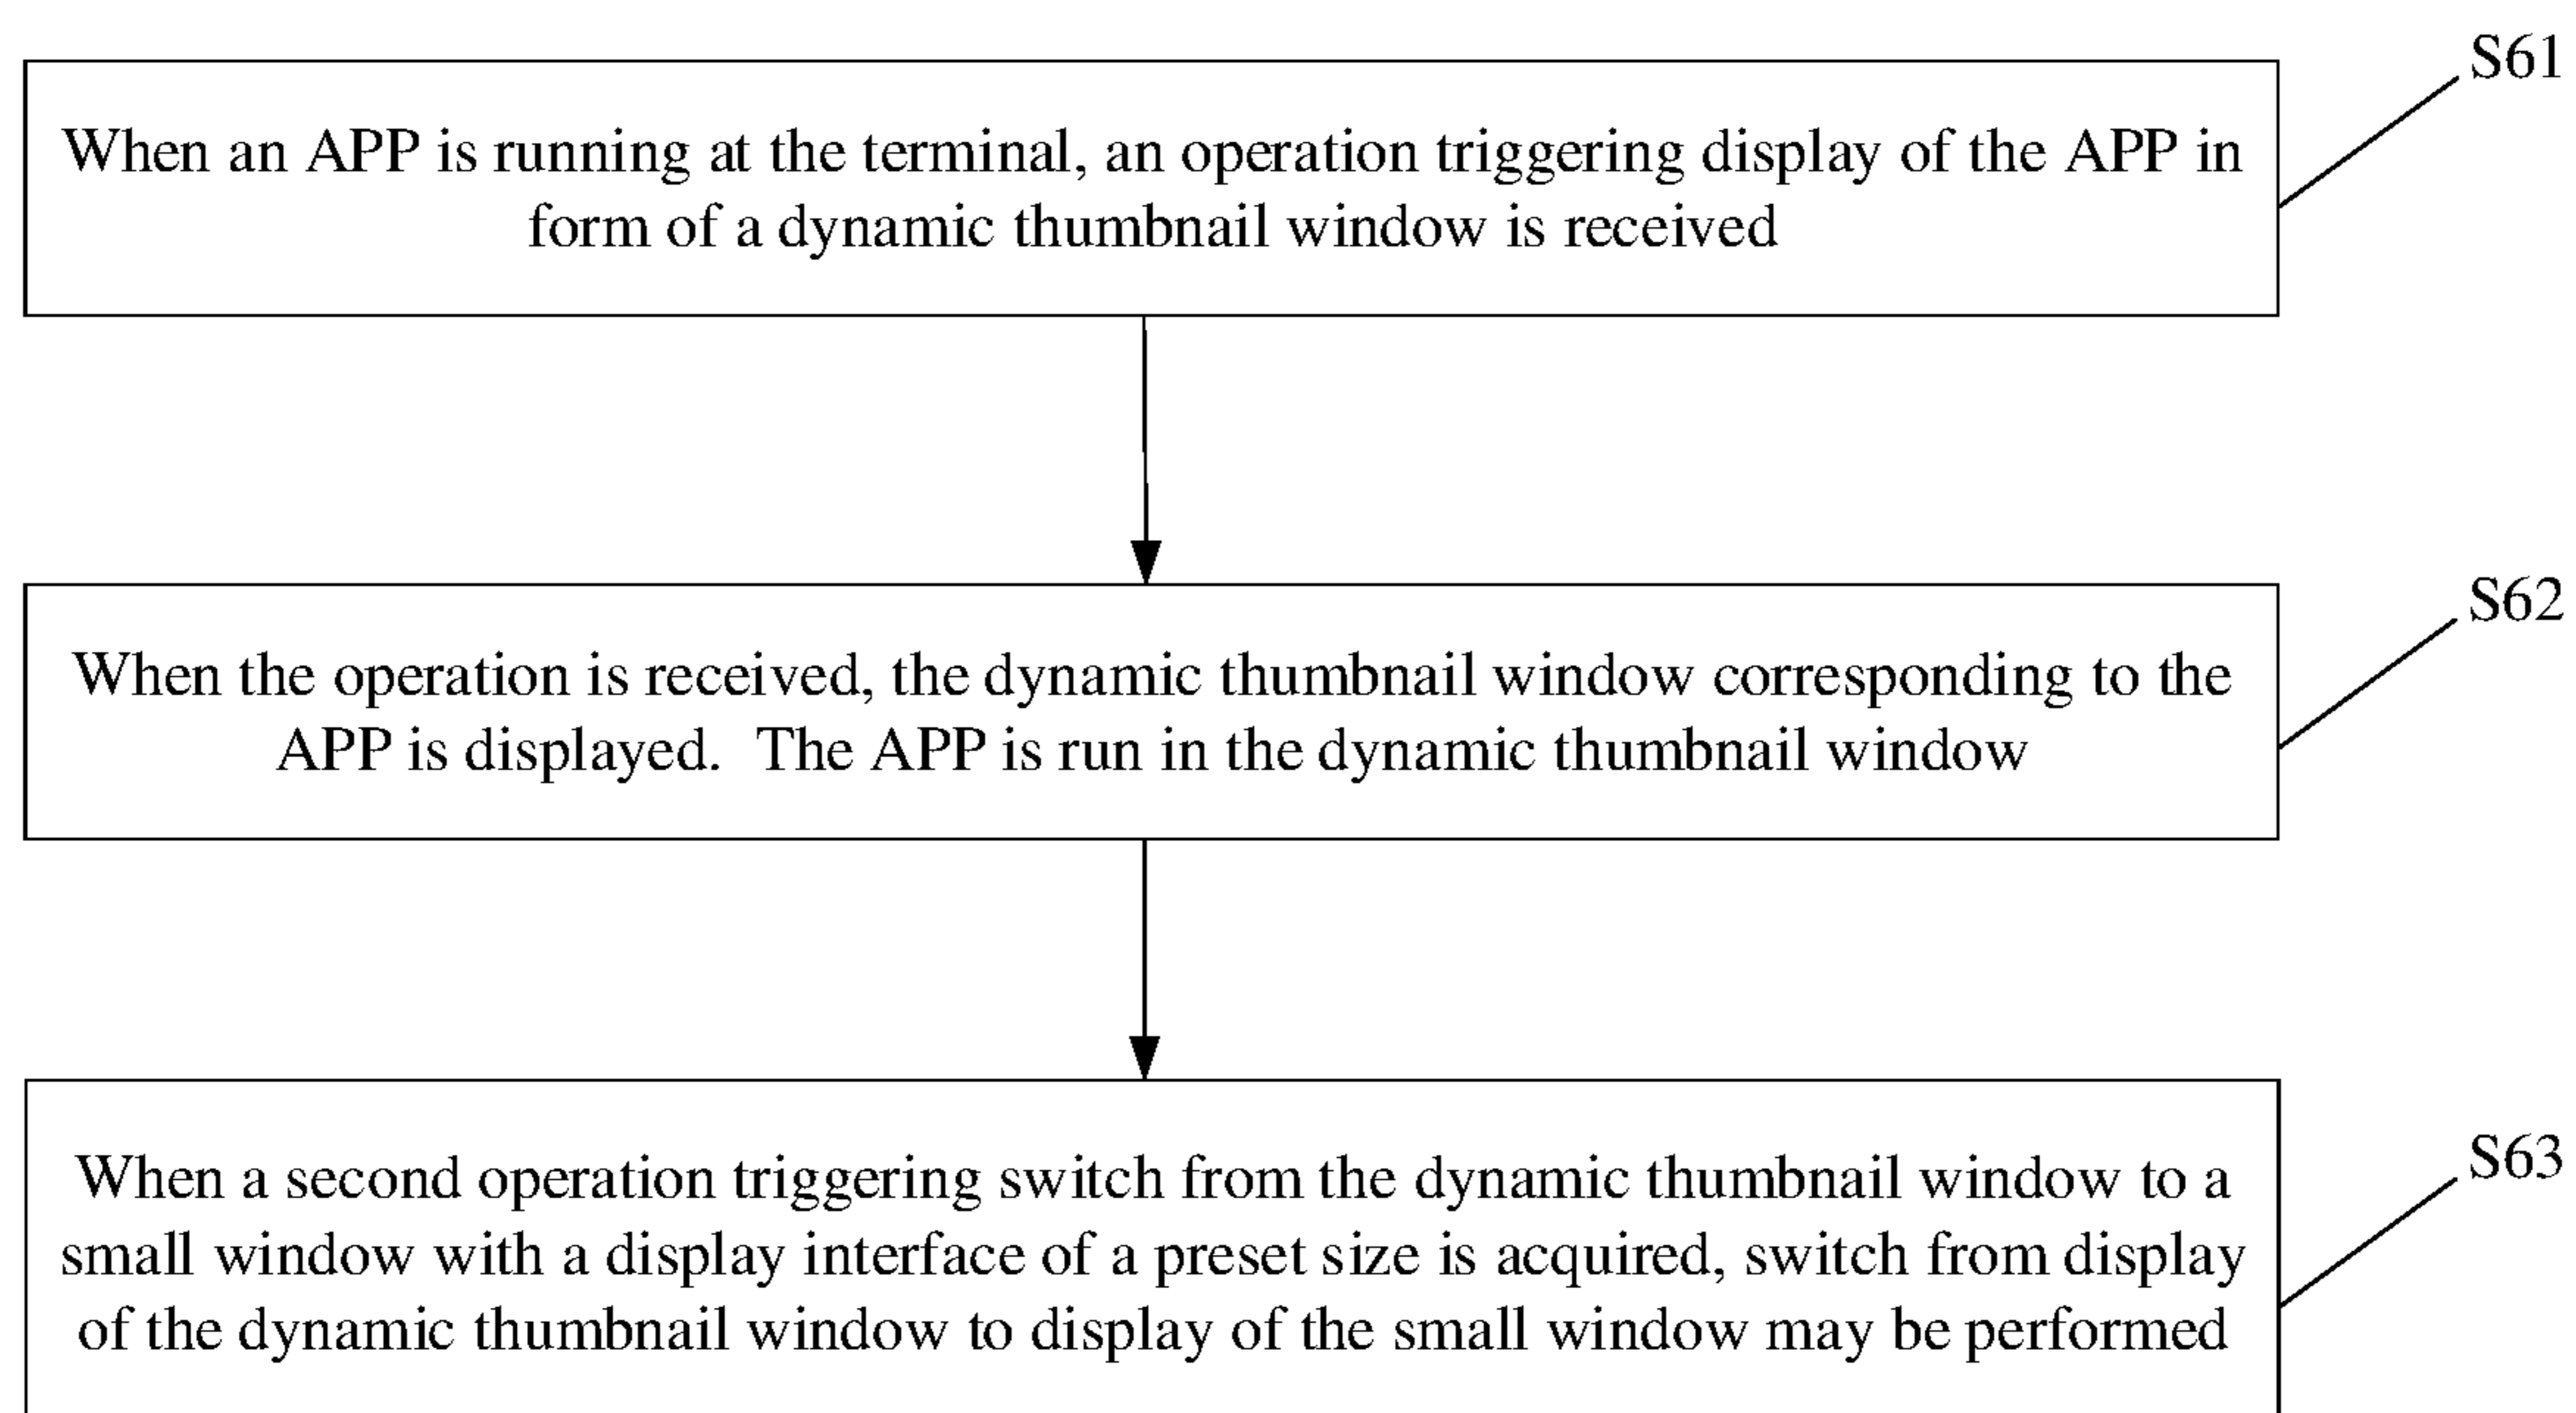 S61
When an APP is running at the terminal, an operation triggering display of the APP in
form of a dynamic thumbnail window is received
S62
When the operation is received, the dynamic thumbnail window corresponding to the
APP is displayed.  The APP is run in the dynamic thumbnail window
S63
When a second operation triggering switch from the dynamic thumbnail window to a
small window with a display interface of a preset size is acquired, switch from display
of the dynamic thumbnail window to display of the small window may be performed